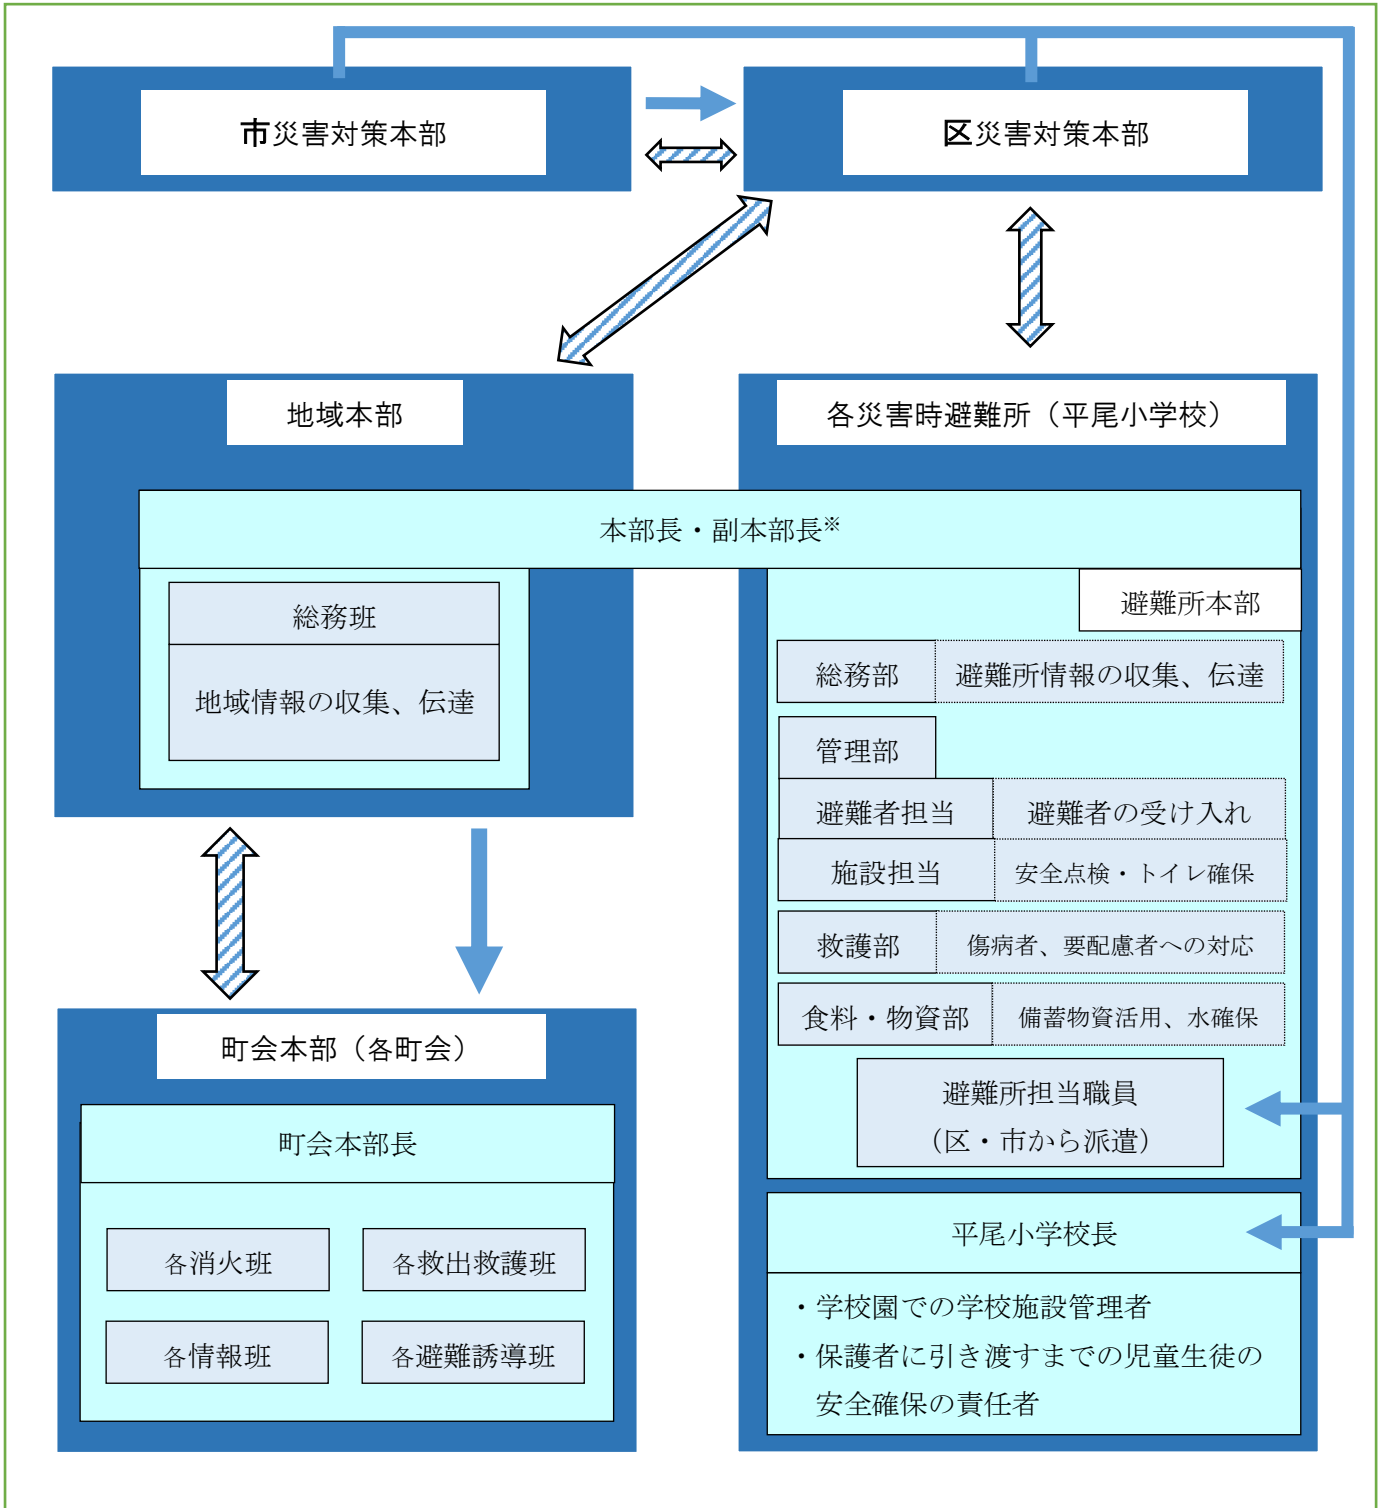 市災害対策本部
区災害対策本部
地域本部
各災害時避難所（平尾小学校）
本部長・副本部長※
総務班
地域情報の収集、伝達
避難所本部
総務部
避難所情報の収集、伝達
管理部
避難者担当
避難者の受け入れ
施設担当
安全点検・トイレ確保
救護部
傷病者、要配慮者への対応
食料・物資部
備蓄物資活用、水確保
避難所担当職員
（区・市から派遣）
町会本部（各町会）
町会本部長
各消火班
各救出救護班
各情報班
各避難誘導班
平尾小学校長
・学校園での学校施設管理者
・保護者に引き渡すまでの児童生徒の
安全確保の責任者